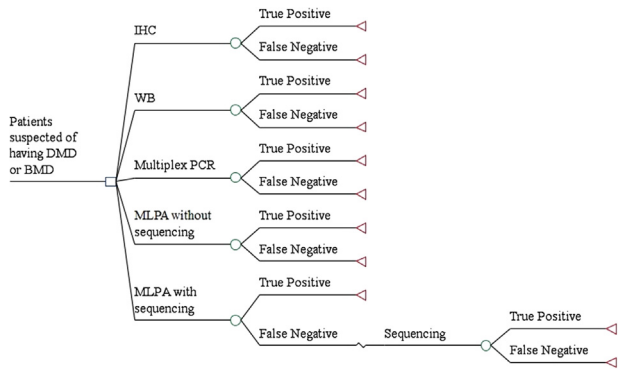 True Positive
IHC
False Negative
True Positive
WB
False Negative
Patients
suspected of
having DMD
or BMD
True Positive
Multiplex PCR
False Negative
True Positive
MLPA without
sequencing
False Negative
True Positive
MLPA with
sequencing
False Negative
Sequencing
True Positive
False Negative